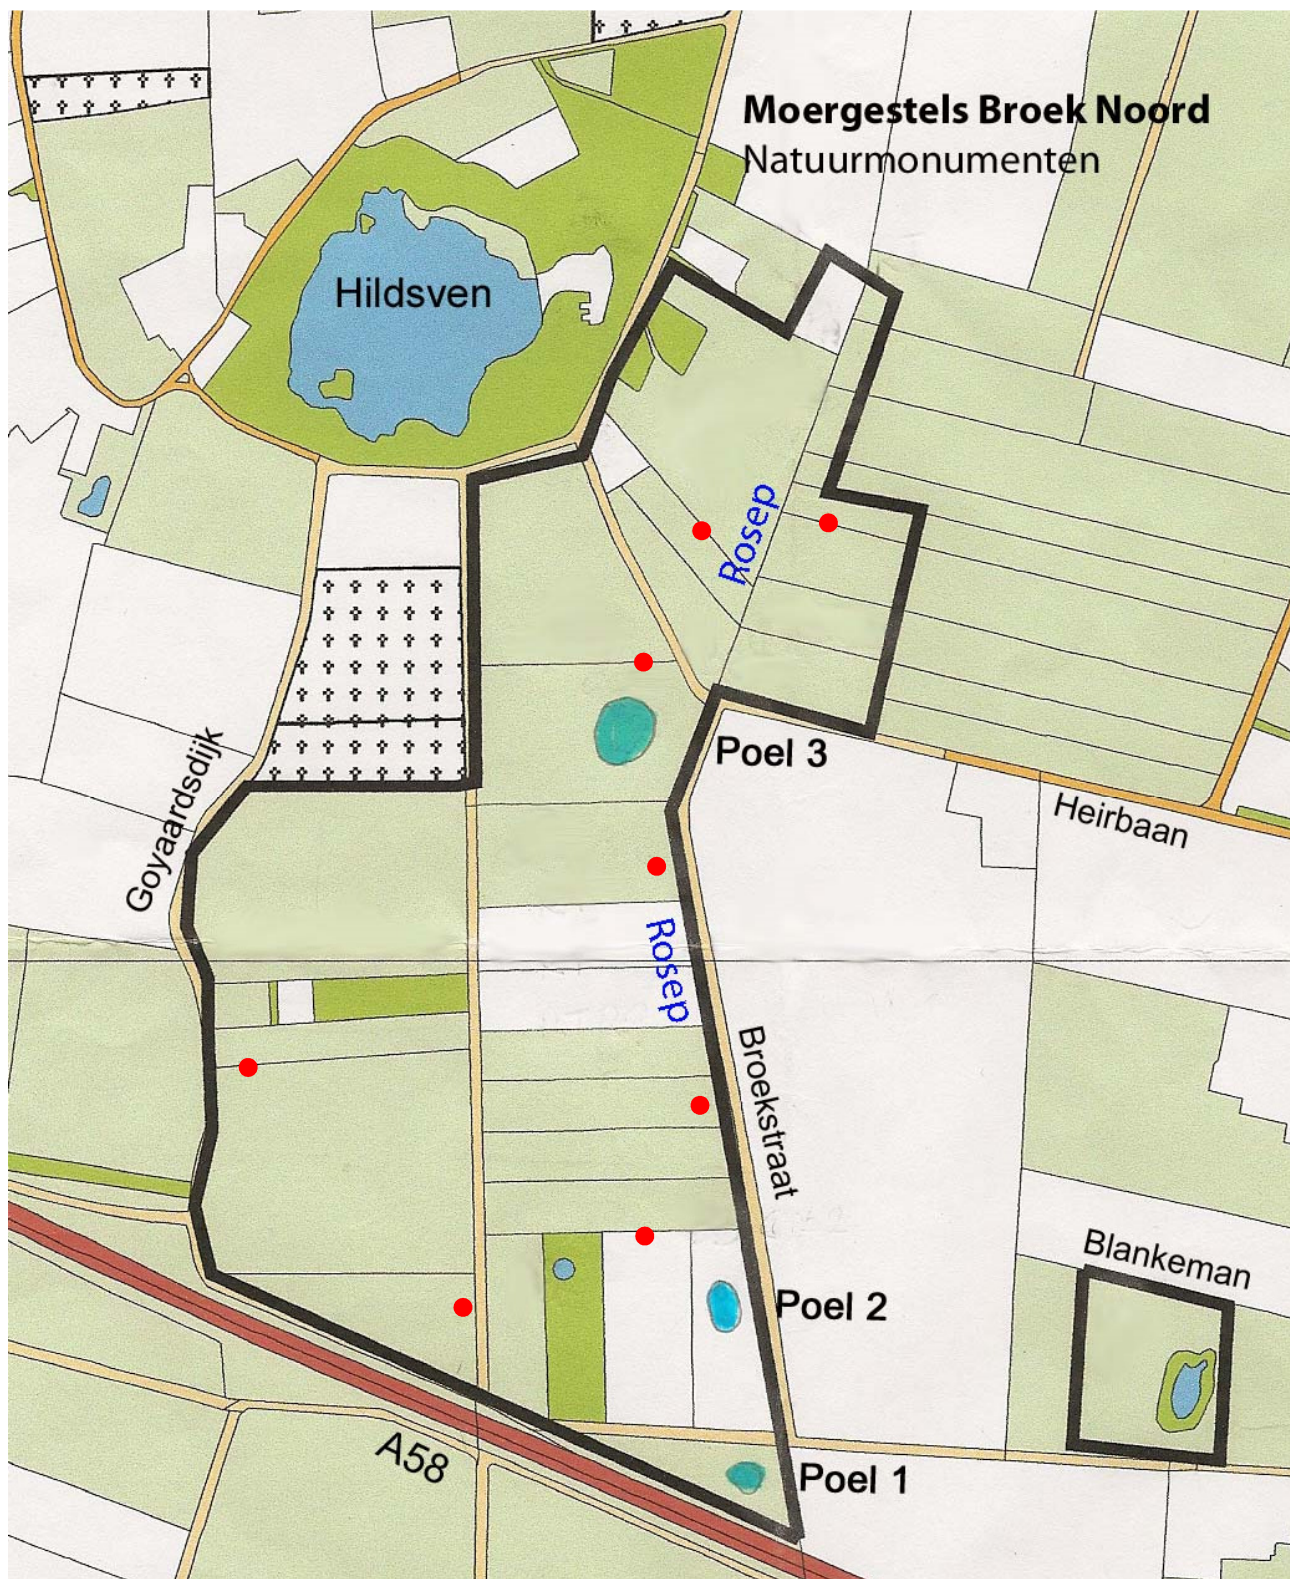 Moergestels Broek Noord
Natuurmonumenten
Hildsven
Rosep
Poel 3
Heirbaan
Goyaardsdijk
Rosep
Broekstraat
Blankeman
Poel 2
A58
Poel 1